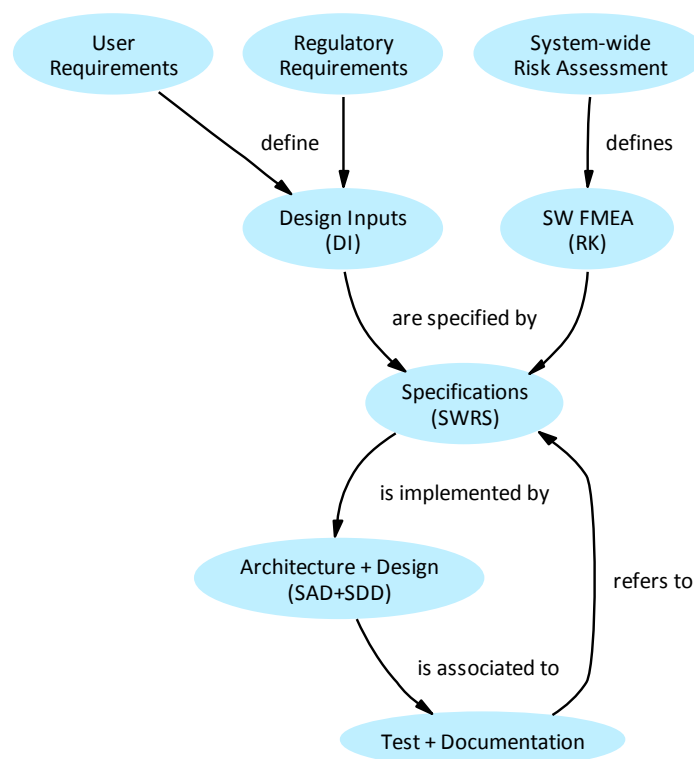 User
Requirements
Regulatory
Requirements
System-wide
Risk Assessment
define
defines
Design Inputs
(DI)
SW FMEA
(RK)
are specified by
Specifications
(SWRS)
is implemented by
Architecture + Design
(SAD+SDD)
refers to
is associated to
Test + Documentation